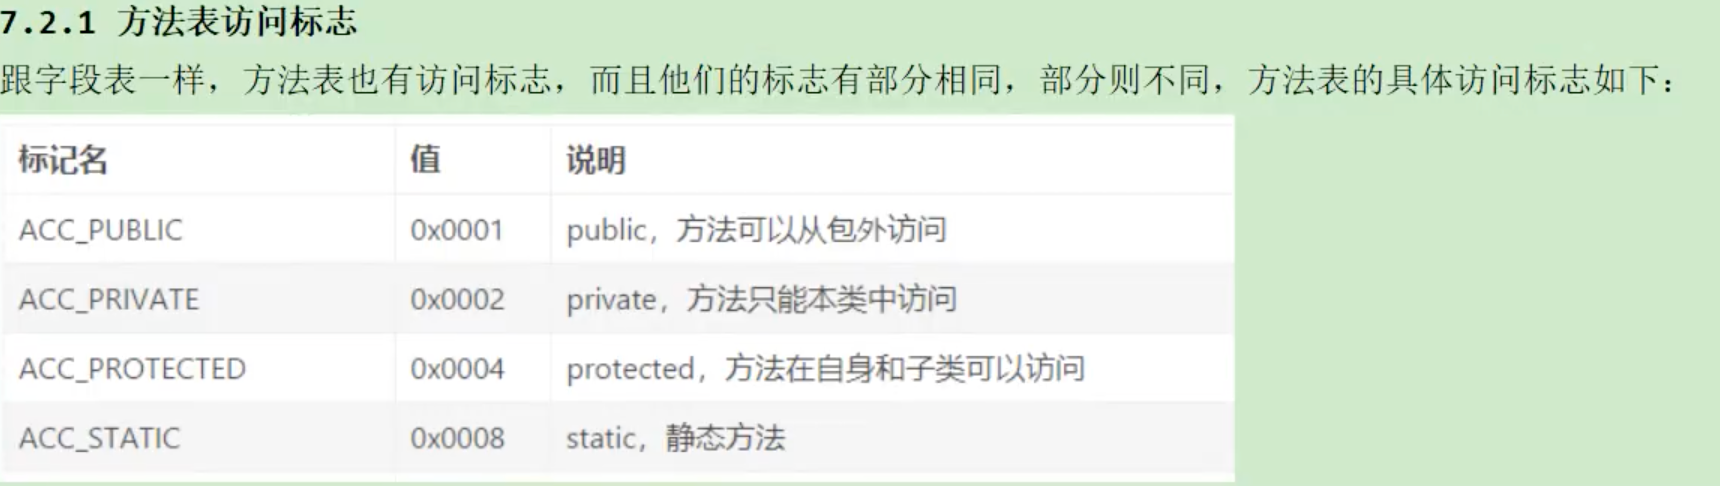 7.2.1 方法表访问标志
跟字段表一样，方法表也有访问标志，而且他们的标志有部分相同，部分则不同，方法表的具体访问标志如下：
标记名 值 说明
ACC_PUBLIC 0x0001 public，方法可以从包外访问
ACC_PRIVATE 0x0002 private，方法只能本类中访问
ACC_PROTECTED 0x0004 protected，方法在自身和子类可以访问
ACC_STATIC 0x0008 static，静态方法